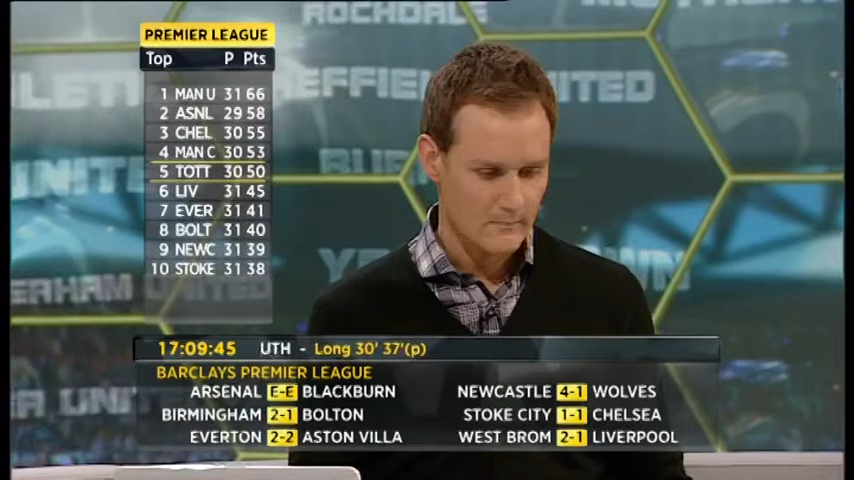 ROCHDALE
PREMIER LEAGUE
Top P Pts
1 MAN U 31 66
2 ASNL 29 58
3 CHEL 30 55
4 MAN C 30 53
5 TOTT 30 50
6 LIV 31 45
7 EVER 31 41
8 BOLT 31 40
9 NEWC 31 39
10 STOKE 31 38
SHEFFIELD UNITED
UNITED
17:09:45 UTH - Long 30' 37'(p)
BARCLAYS PREMIER LEAGUE
ARSENAL E-E BLACKBURN
BIRMINGHAM 2-1 BOLTON
EVERTON 2-2 ASTON VILLA
NEWCASTLE 4-1 WOLVES
STOKE CITY 1-1 CHELSEA
WEST BROM 2-1 LIVERPOOL